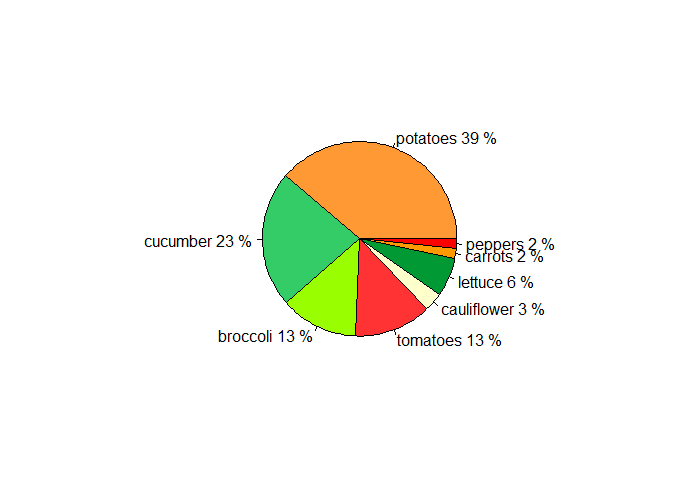 potatoes 39 %
cucumber 23 %
peppers 2 %
carrots 2 %
lettuce 6 %
cauliflower 3 %
broccoli 13 %
tomatoes 13 %